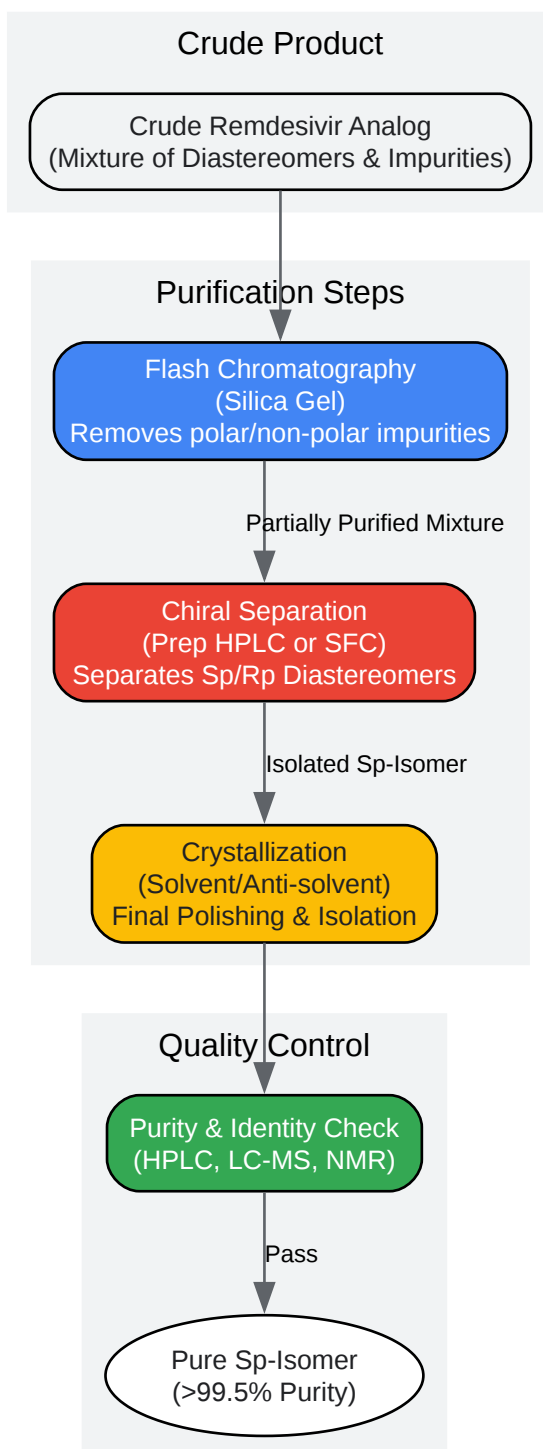 Crude Product
Crude Remdesivir Analog
(Mixture of Diastereomers & Impurities)
Purification Steps
Flash Chromatography
(Silica Gel)
Removes polar/non-polar impurities
Partially Purified Mixture
Chiral Separation
(Prep HPLC or SFC)
Separates Sp/Rp Diastereomers
Isolated Sp-Isomer
Crystallization
(Solvent/Anti-solvent)
Final Polishing & Isolation
Quality Control
Purity & Identity Check
(HPLC, LC-MS, NMR)
Pass
Pure Sp-Isomer
(>99.5% Purity)